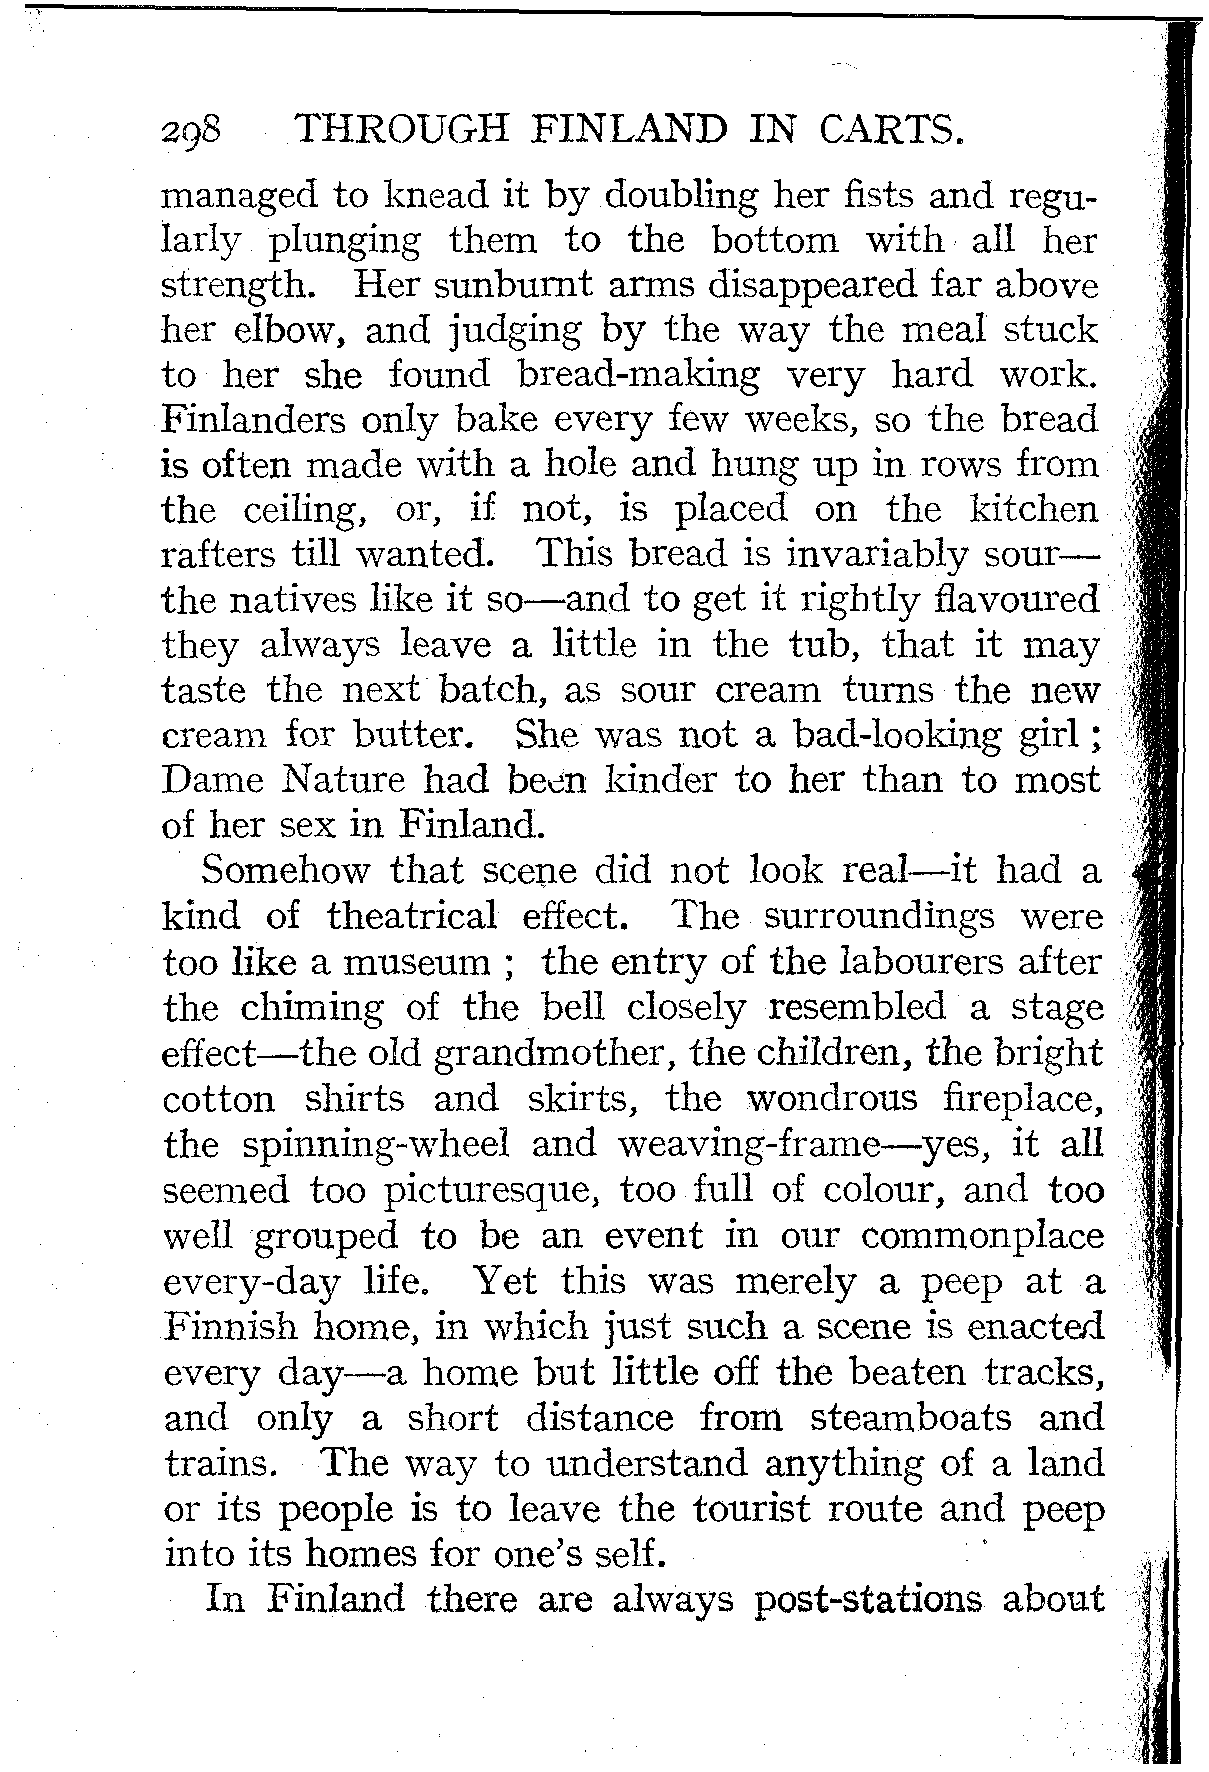 298 THROUGH FINLAND IN CARTS.
managed to knead it by doubling her fists and regu-
larly plunging them to the bottom with all her
strength. Her sunburnt arms disappeared far above
her elbow, and judging by the way the meal stuck
to her she found bread-making very hard work.
Finlanders only bake every few weeks, so the bread
is often made with a hole and hung up in rows from
the ceiling, or, if not, is placed on the kitchen
rafters till wanted. This bread is invariably sour—
the natives like it so—and to get it rightly flavoured
they always leave a little in the tub, that it may
taste the next batch, as sour cream turns the new
cream for butter. She was not a bad-looking girl ;
Dame Nature had been kinder to her than to most
of her sex in Finland.
Somehow that scene did not look real—it had a
kind of theatrical effect. The surroundings were
too like a museum ; the entry of the labourers after
the chiming of the bell closely resembled a stage
effect—the old grandmother, the children, the bright
cotton shirts and skirts, the wondrous fireplace,
the spinning-wheel and weaving-frame—yes, it all
seemed too picturesque, too full of colour, and too
well grouped to be an event in our commonplace
every-day life. Yet this was merely a peep at a
Finnish home, in which just such a scene is enacted
every day—a home but little off the beaten tracks,
and only a short distance from steamboats and
trains. The way to understand anything of a land
or its people is to leave the tourist route and peep
into its homes for one's self.
In Finland there are always post-stations about